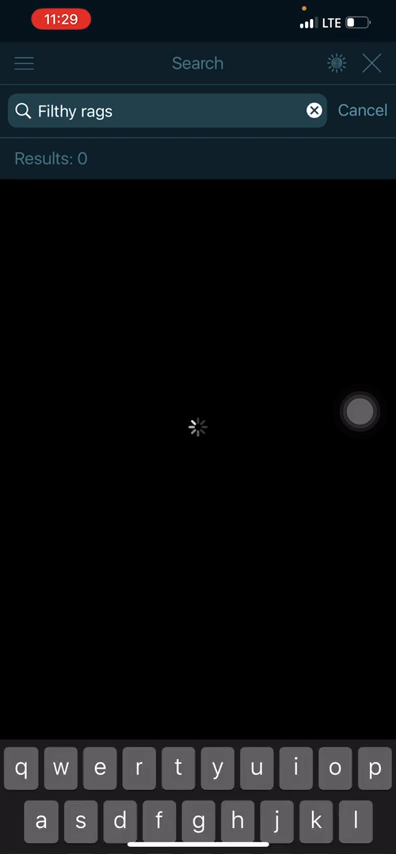 11:29
LTE
Search
Filthy rags
Cancel
Results: 0
q w e r t y u i o p
a s d f g h j k l